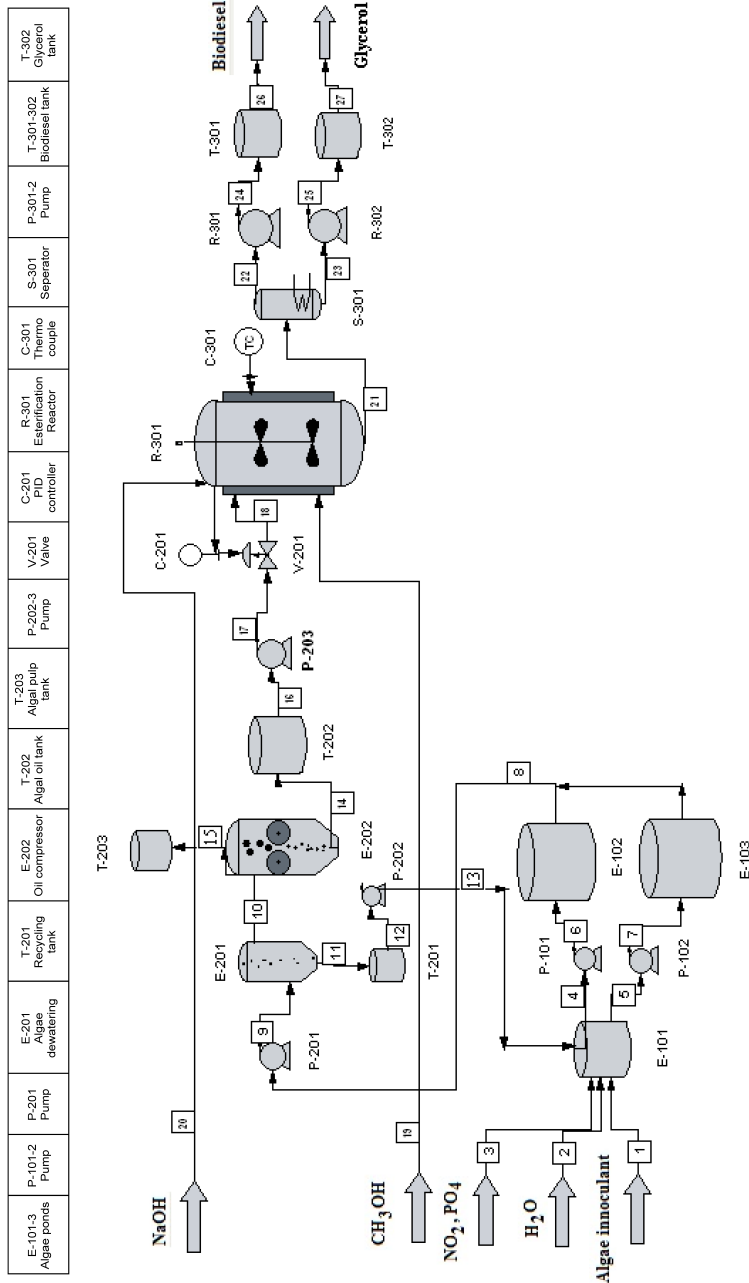 E-101-3
Algae ponds
P-101-2
Pump
P-201
Pump
E-201
Algae
dewatering
T-201
Recycling
tank
E-202
Oil compressor
T-202
Algal oil tank
T-203
Algal pulp
tank
P-202-3
Pump
V-201
Valve
C-201
PID
controller
R-301
Esterification
Reactor
C-301
Thermo
couple
S-301
Seperator
P-301-2
Pump
T-301-302
Biodiesel tank
T-302
Glycerol
tank
NaOH
20
T-203
15
E-201
10
E-202
14
9
P-201
11
12
T-201
P-202
13
T-202
16
17
P-203
C-201
V-201
18
R-301
C-301
TC
21
S-301
22
23
R-301
R-302
24
25
T-301
T-302
26
27
Biodiesel
Glycerol
CH3OH
19
NO2 , PO4
3
H2O
2
Algae innoculant
1
E-101
4
5
P-101
P-102
6
7
E-102
E-103
8